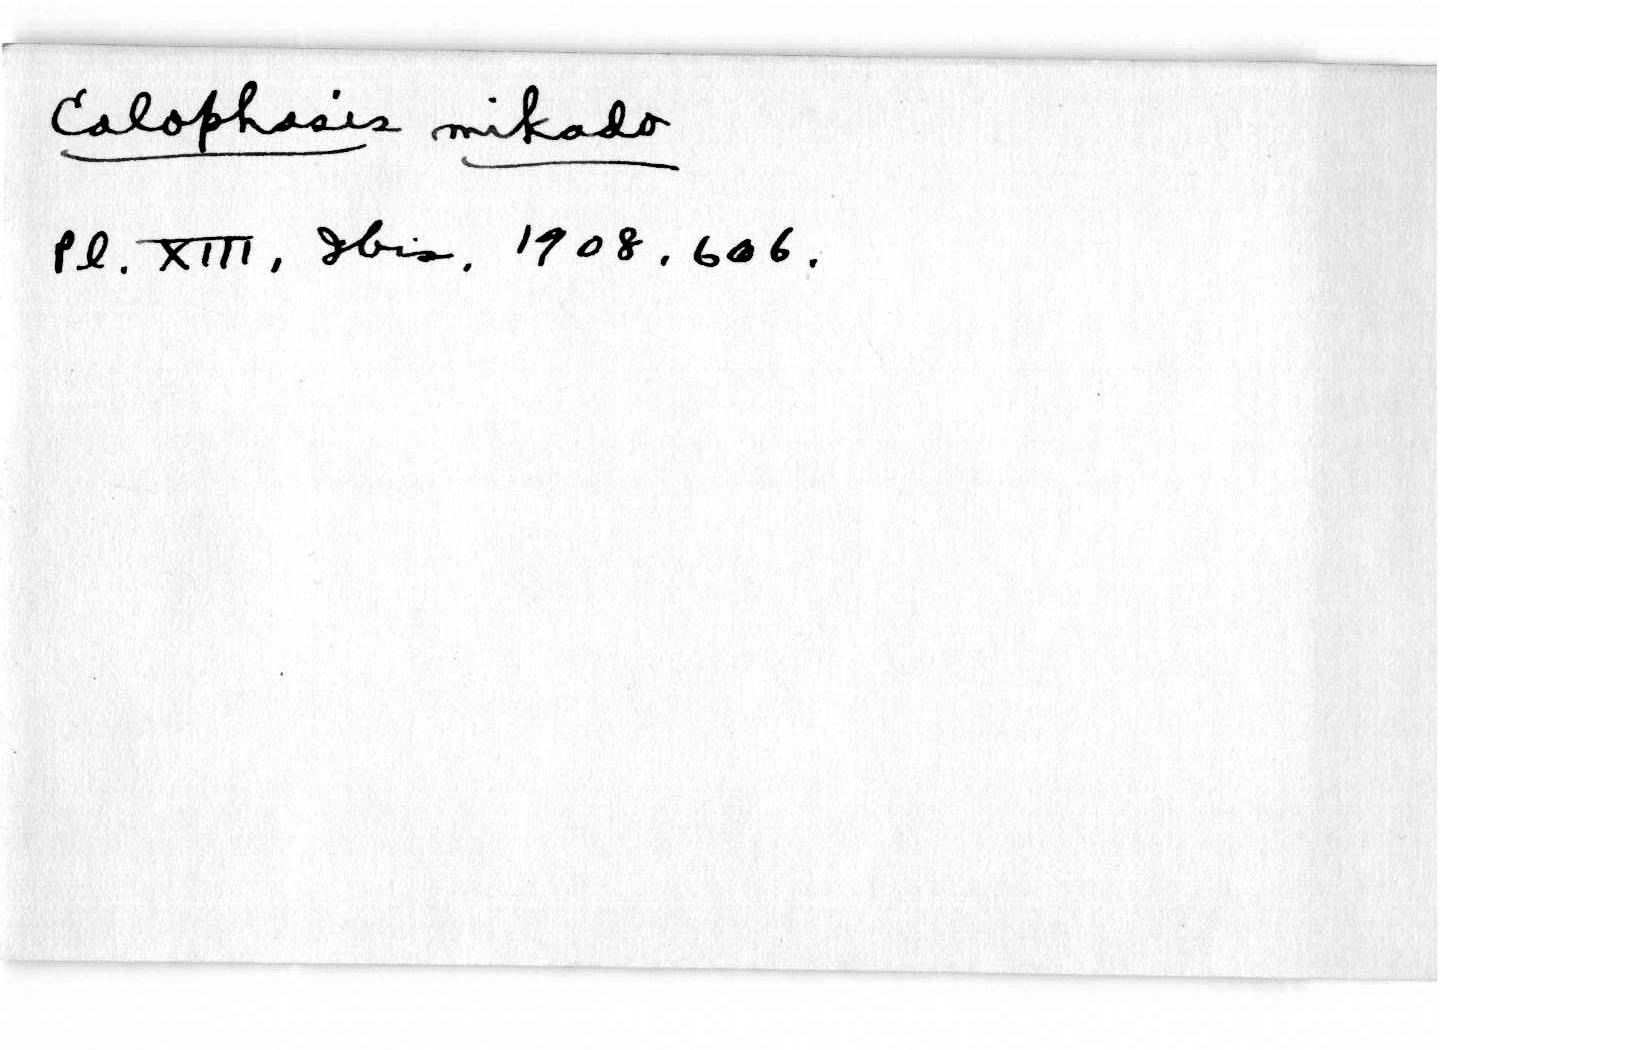 Calophasis mikado
Pl. XIII, Ibis, 1908, 606.